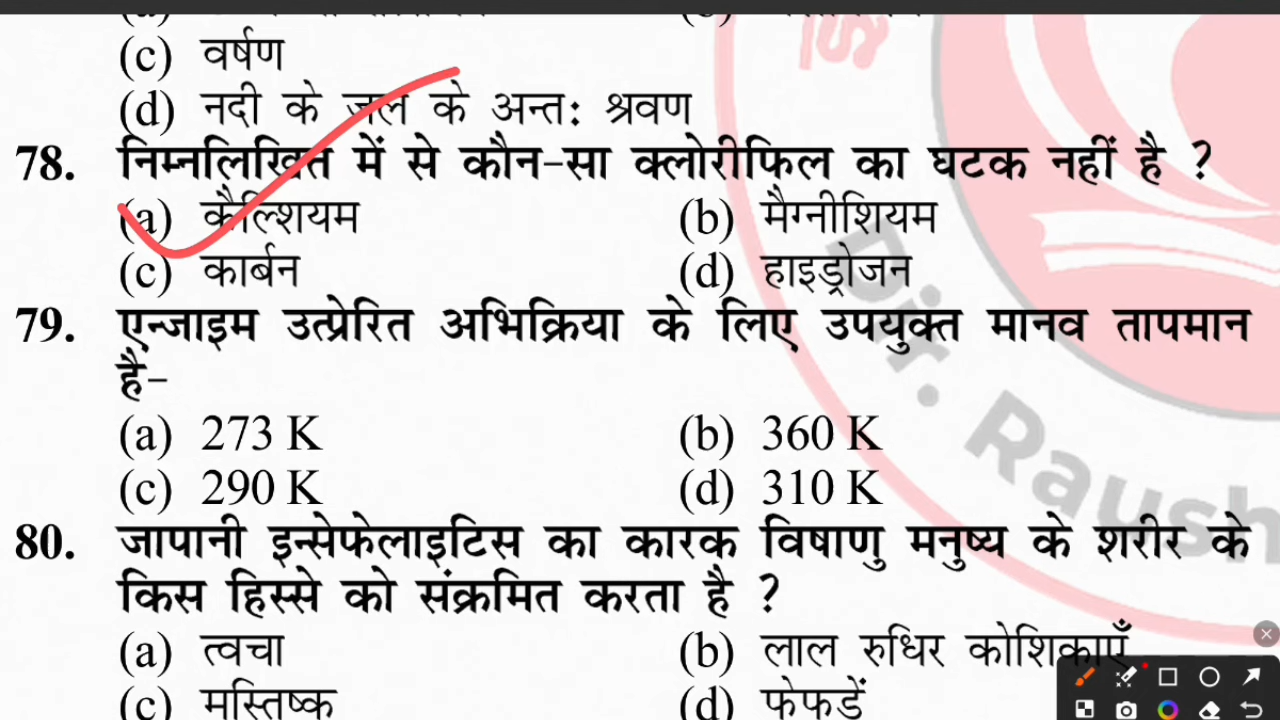 (c) वर्षण
(d) नदी के जल के अन्तः श्रवण
78. निम्नलिखित में से कौन-सा क्लोरीफिल का घटक नहीं है ?
(a) कैल्शियम (b) मैग्नीशियम
(c) कार्बन (d) हाइड्रोजन
79. एन्जाइम उत्प्रेरित अभिक्रिया के लिए उपयुक्त मानव तापमान
है-
(a) 273 K (b) 360 K
(c) 290 K (d) 310 K
80. जापानी इन्सेफेलाइटिस का कारक विषाणु मनुष्य के शरीर के
किस हिस्से को संक्रमित करता है ?
(a) त्वचा (b) लाल रुधिर कोशिकाएँ
(c) मस्तिष्क (d) फेफडें
Dir. Raush